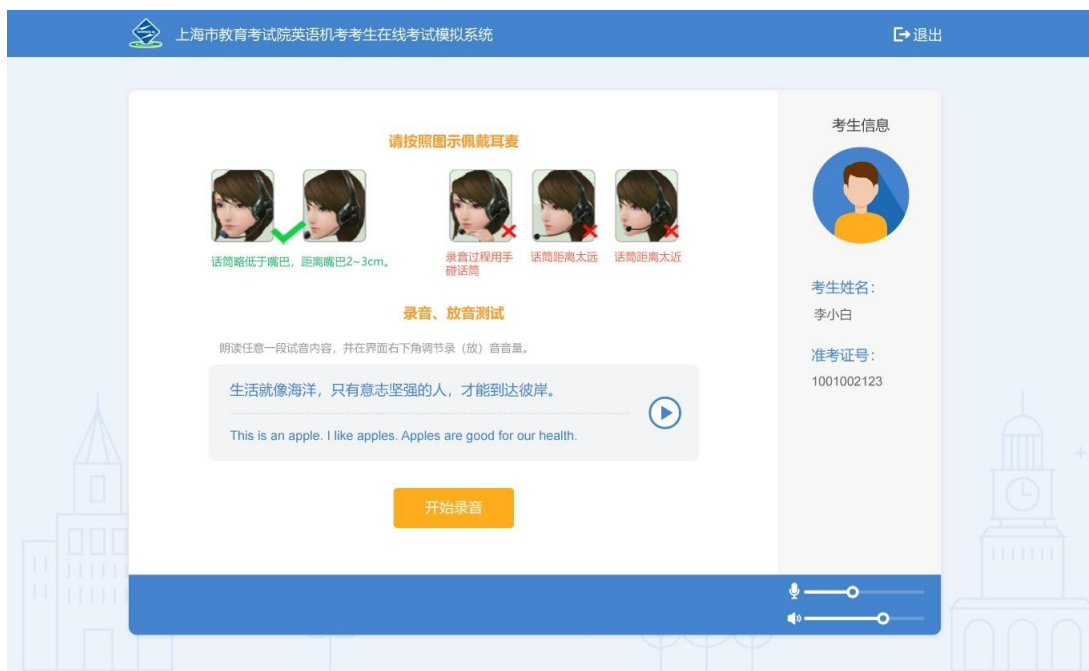 上海市教育考试院英语机考考生在线考试模拟系统
退出
请按照图示佩戴耳麦
话筒略低于嘴巴，距离嘴巴2~3cm。
录音过程用手
碰话筒
话筒距离太远
话筒距离太近
录音、放音测试
朗读任意一段试音内容，并在界面右下角调节录（放）音音量。
生活就像海洋，只有意志坚强的人，才能到达彼岸。
This is an apple. I like apples. Apples are good for our health.
开始录音
考生信息
考生姓名：
李小白
准考证号：
1001002123